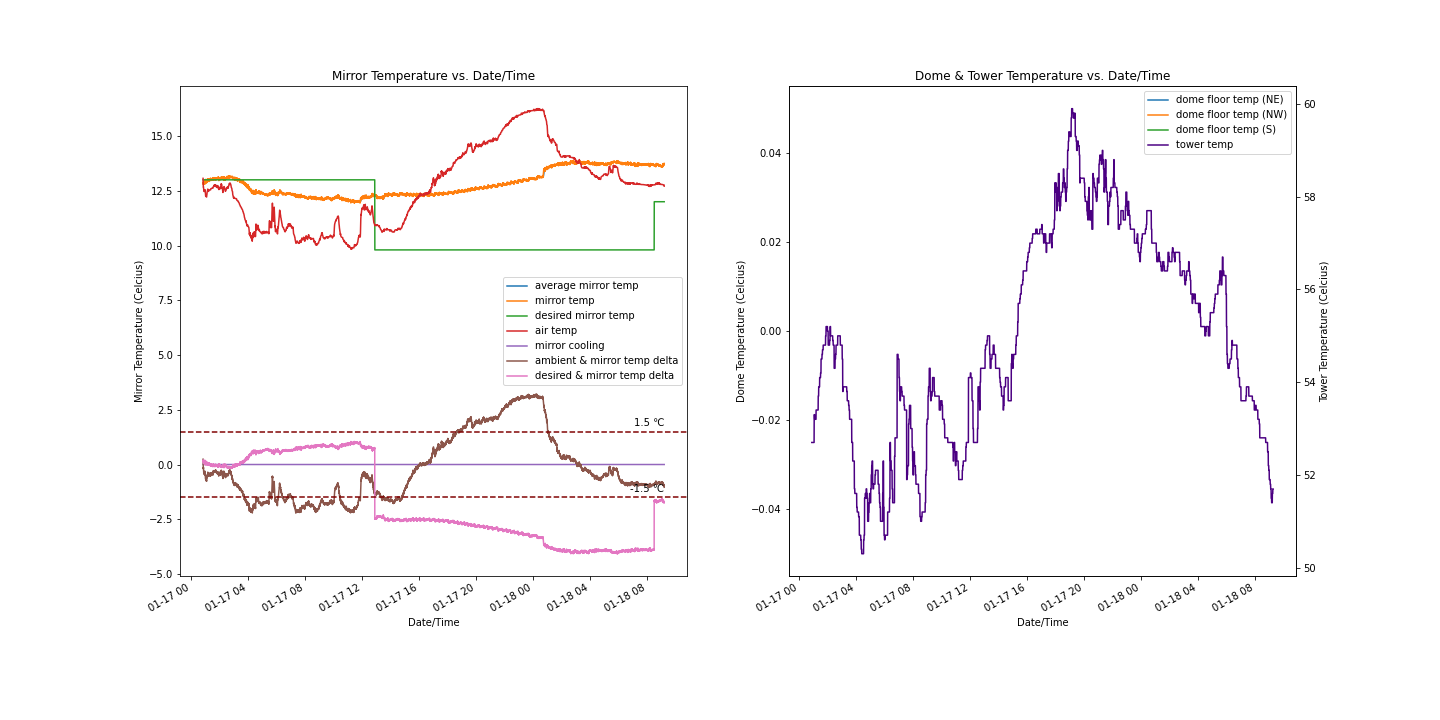 Mirror Temperature vs. Date/Time
Mirror Temperature (Celcius)
15.0
12.5
10.0
7.5
5.0
2.5
0.0
−2.5
−5.0
average mirror temp
mirror temp
desired mirror temp
air temp
mirror cooling
ambient & mirror temp delta
desired & mirror temp delta
1.5 °C
-1.5 °C
01-17 00
01-17 04
01-17 08
01-17 12
01-17 16
01-17 20
01-18 00
01-18 04
01-18 08
Date/Time
Dome & Tower Temperature vs. Date/Time
Dome Temperature (Celcius)
0.04
0.02
0.00
−0.02
−0.04
dome floor temp (NE)
dome floor temp (NW)
dome floor temp (S)
tower temp
60
58
56
54
52
50
Tower Temperature (Celcius)
01-17 00
01-17 04
01-17 08
01-17 12
01-17 16
01-17 20
01-18 00
01-18 04
01-18 08
Date/Time